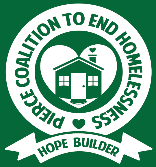 PIERCE COALITION TO END HOMELESSNESS
HOPE BUILDER